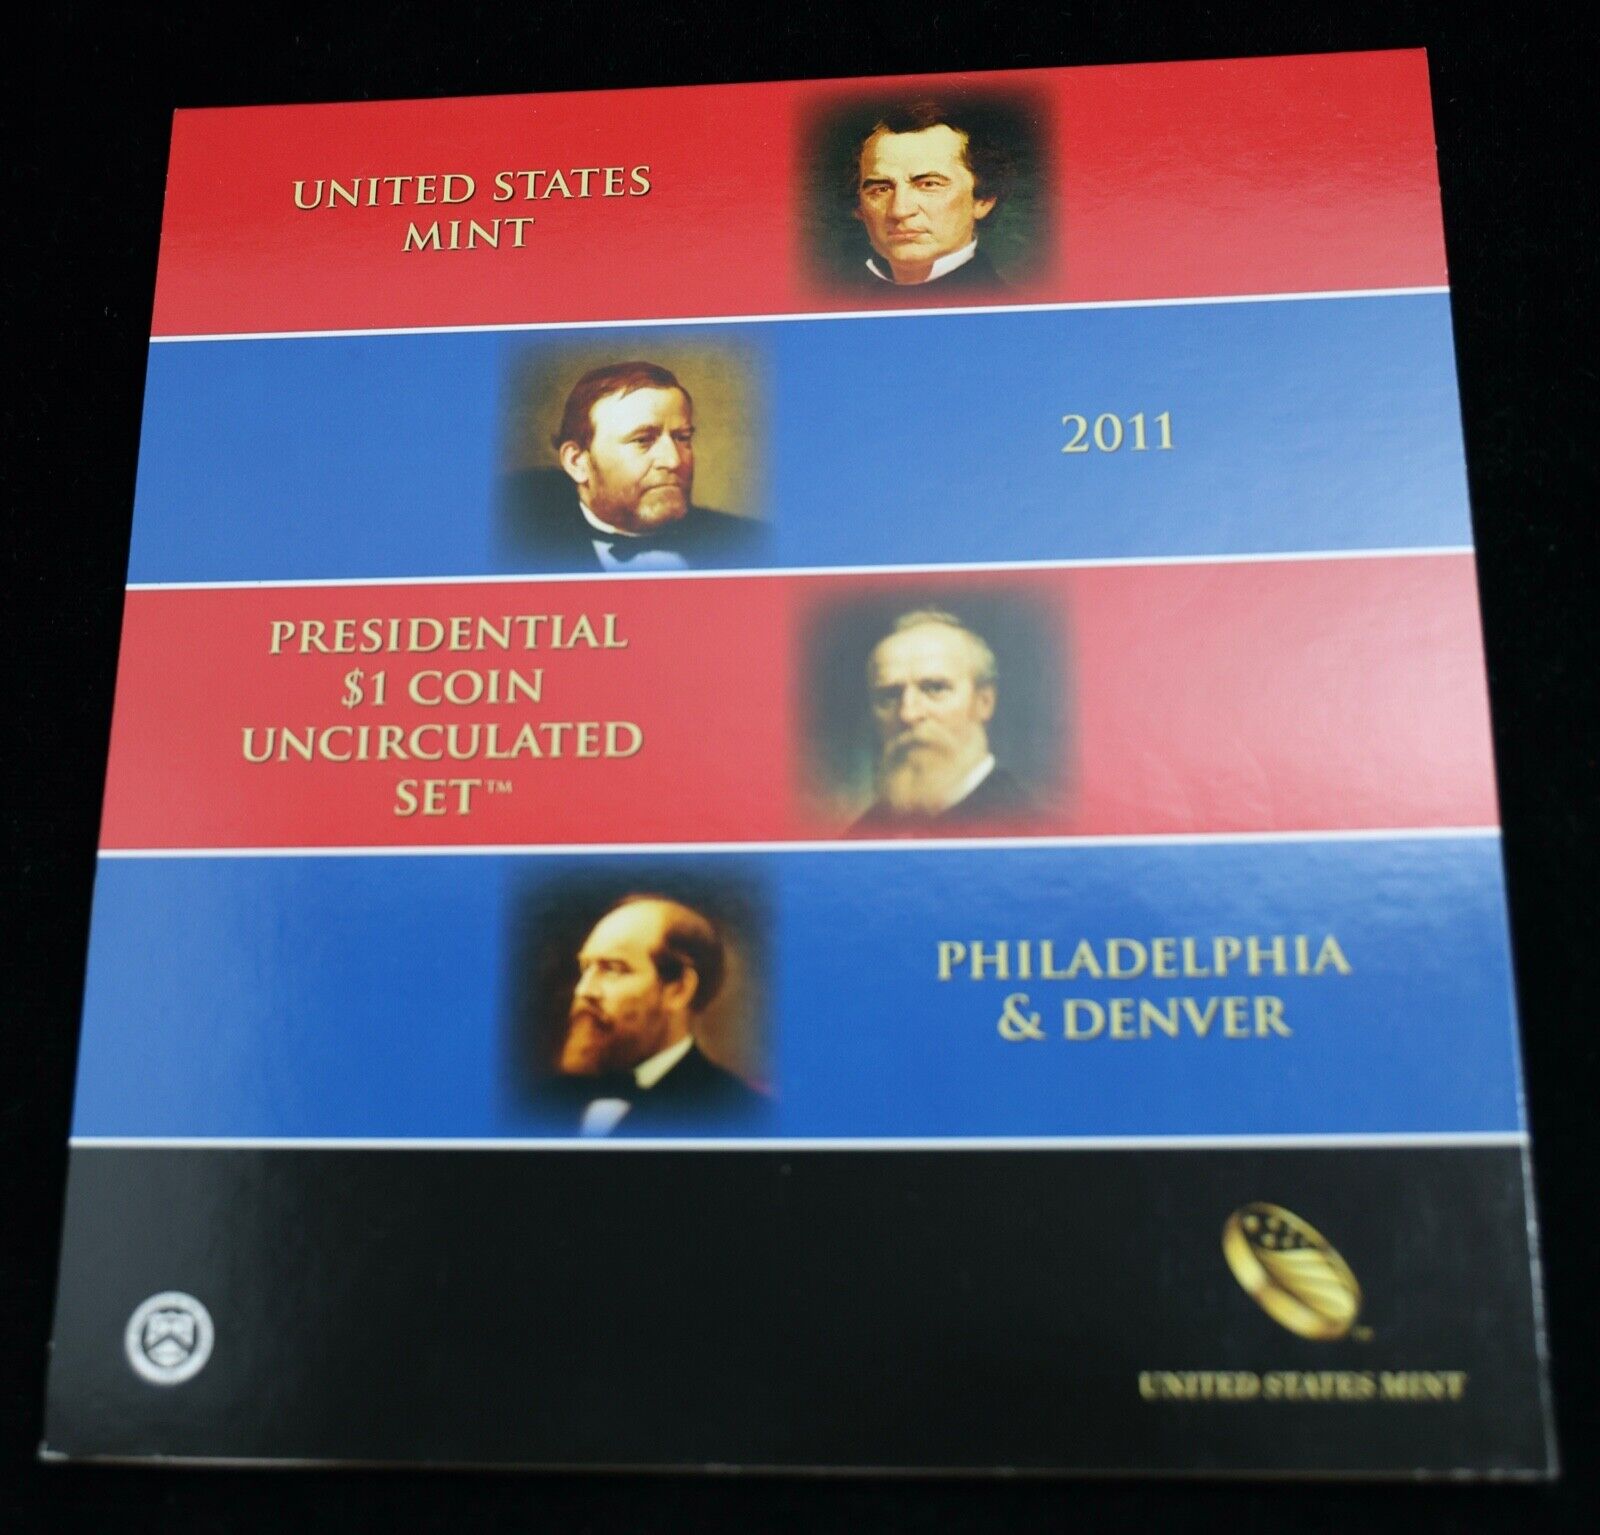 UNITED STATES
MINT
2011
PRESIDENTIAL
$1 COIN
UNCIRCULATED
SET™
PHILADELPHIA
& DENVER
UNITED STATES MINT